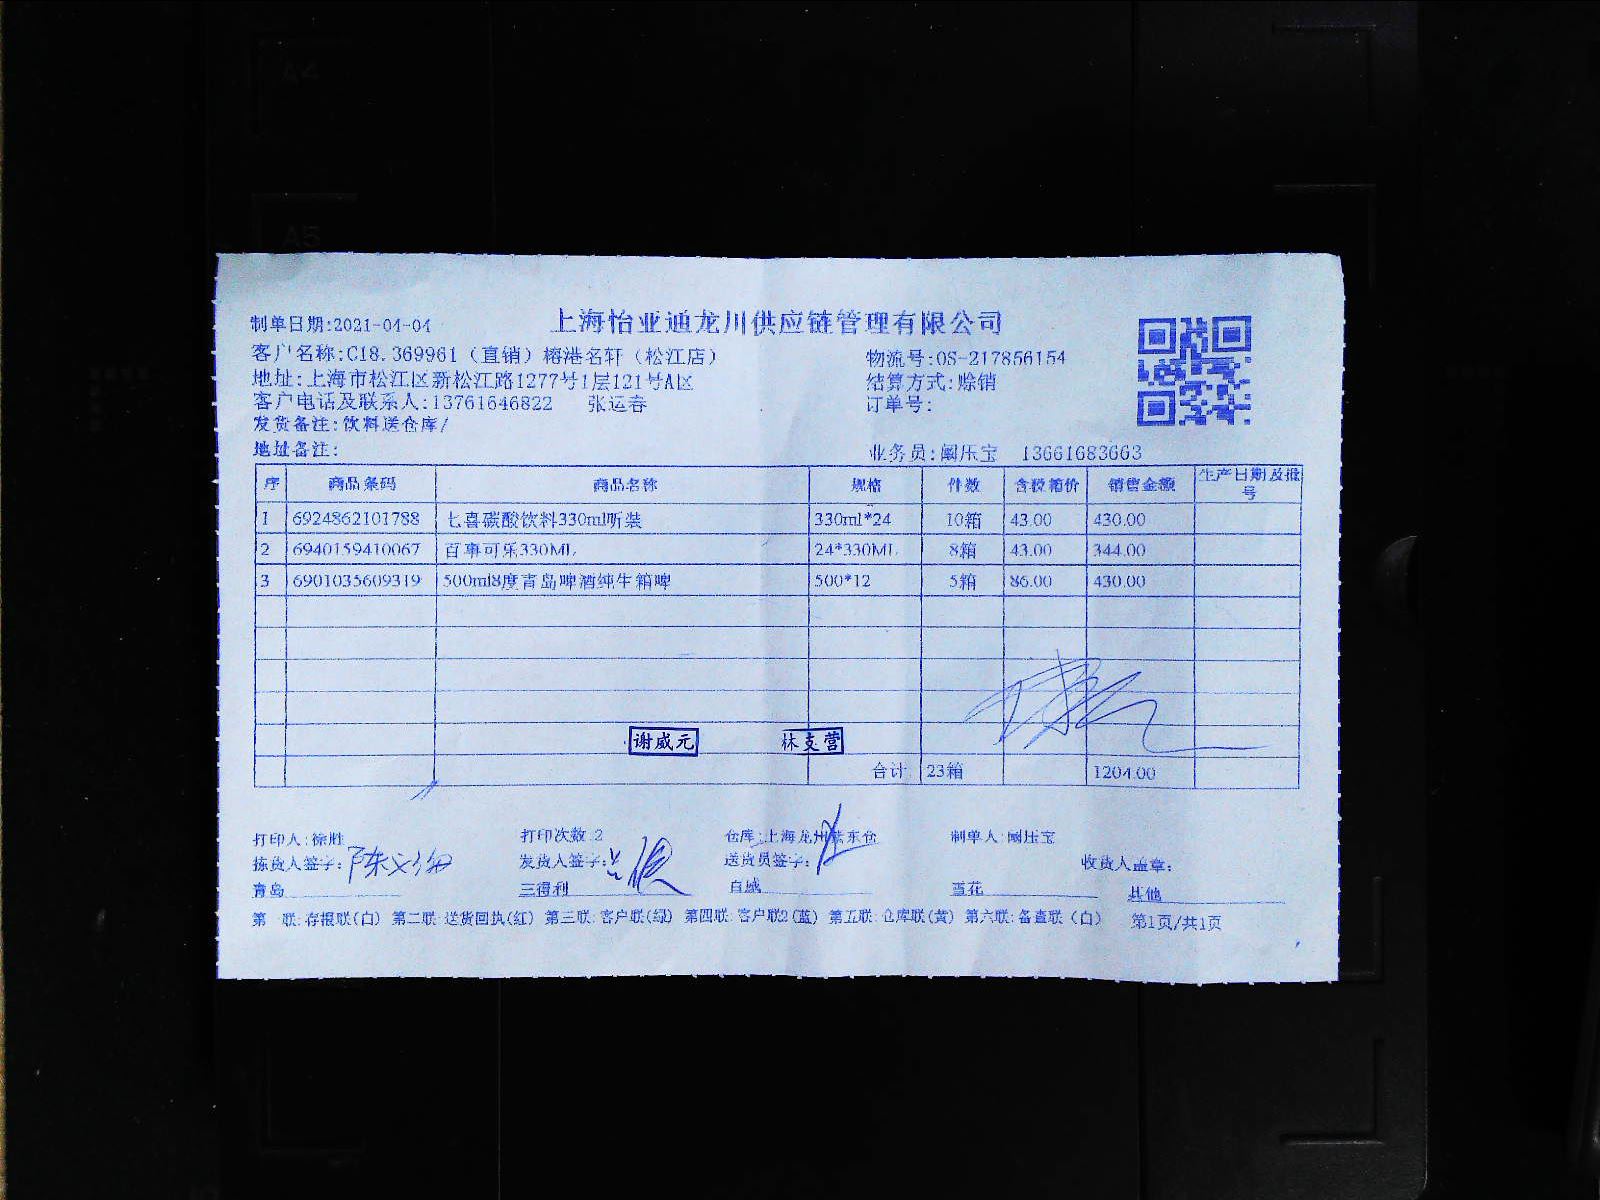 A4
A5
制单日期:2021-04-04
上海怡亚通龙川供应链管理有限公司
客户名称:C18.369961（直销）榕港名轩（松江店）
物流号:OS-217856154
地址:上海市松江区新松江路1277号1层121号A区
结算方式:赊销
客户电话及联系人:13761646822 张运春
订单号:
发货备注:饮料送仓库/
地址备注:
业务员:阚压宝 13661683663
序 商品条码 商品名称 规格 件数 含税箱价 销售金额 生产日期及批号
1 6924862101788 七喜碳酸饮料330ml听装 330ml*24 10箱 43.00 430.00
2 6940159410067 百事可乐330ML 24*330ML 8箱 43.00 344.00
3 6901035609319 500ml8度青岛啤酒纯生箱啤 500*12 5箱 86.00 430.00
谢威元 林支营
合计 23箱 1204.00
打印人:徐胜 打印次数:2 仓库:上海龙州 东仓 制单人:阚压宝
拣货人签字: 发货人签字: 送货员签字: 收货人盖章:
青岛 三得利 百威 雪花 其他
第一联:存报联(白) 第二联:送货回执(红) 第三联:客户联(绿) 第四联:客户联2(蓝) 第五联:仓库联(黄) 第六联:备查联（白） 第1页/共1页